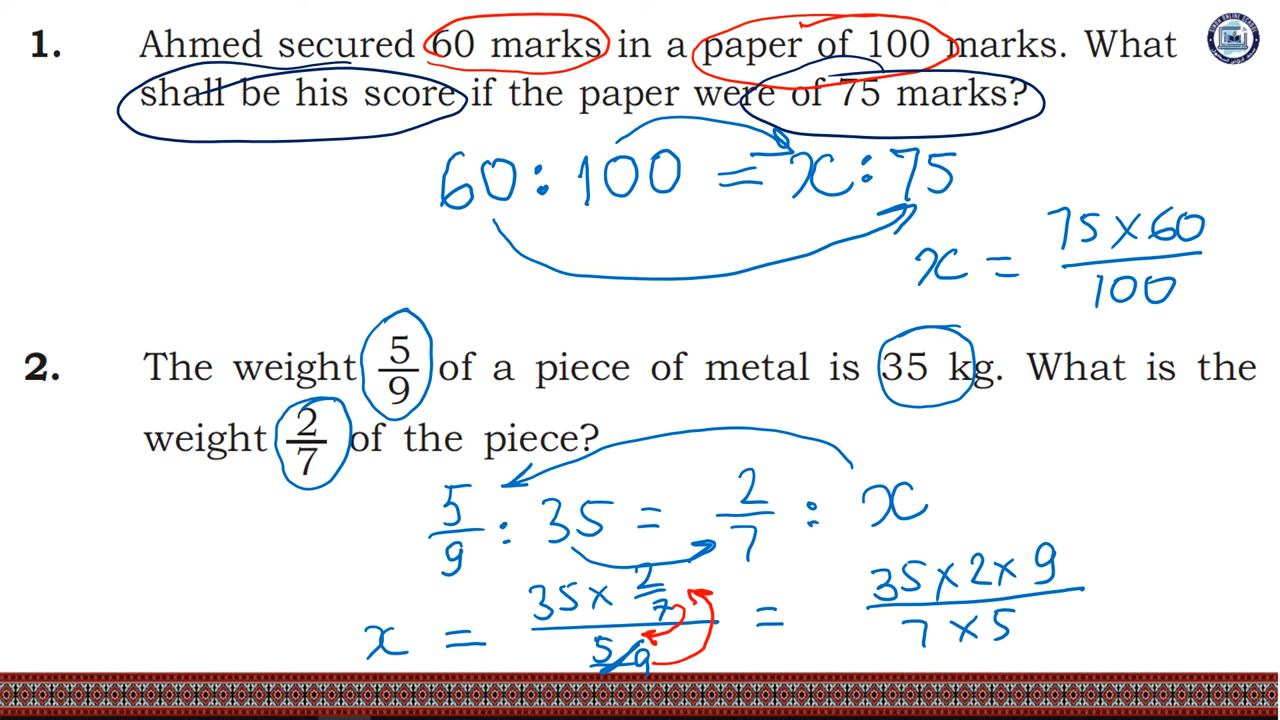 1. Ahmed secured 60 marks in a paper of 100 marks. What
shall be his score if the paper were of 75 marks?
60 : 100 = x : 75
x = 75 × 60 / 100
2. The weight 5/9 of a piece of metal is 35 kg. What is the
weight 2/7 of the piece?
5/9 : 35 = 2/7 : x
x = 35 × 2/7 / 5/9 = 35 × 2 × 9 / 7 × 5